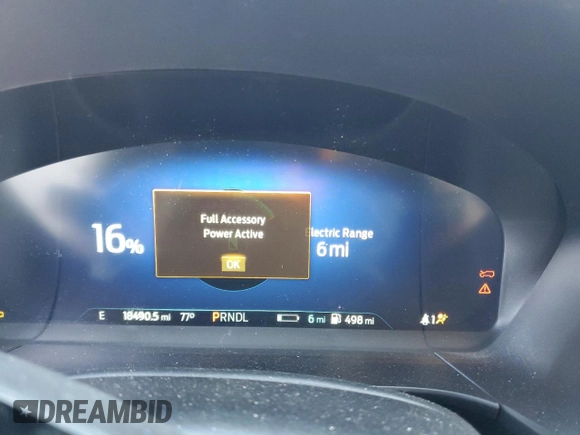 Full Accessory
Power Active
OK
16%
Electric Range
6 mi
E 18490.5 mi 77° PRNDL 6 mi 498 mi 1
DREAMBID